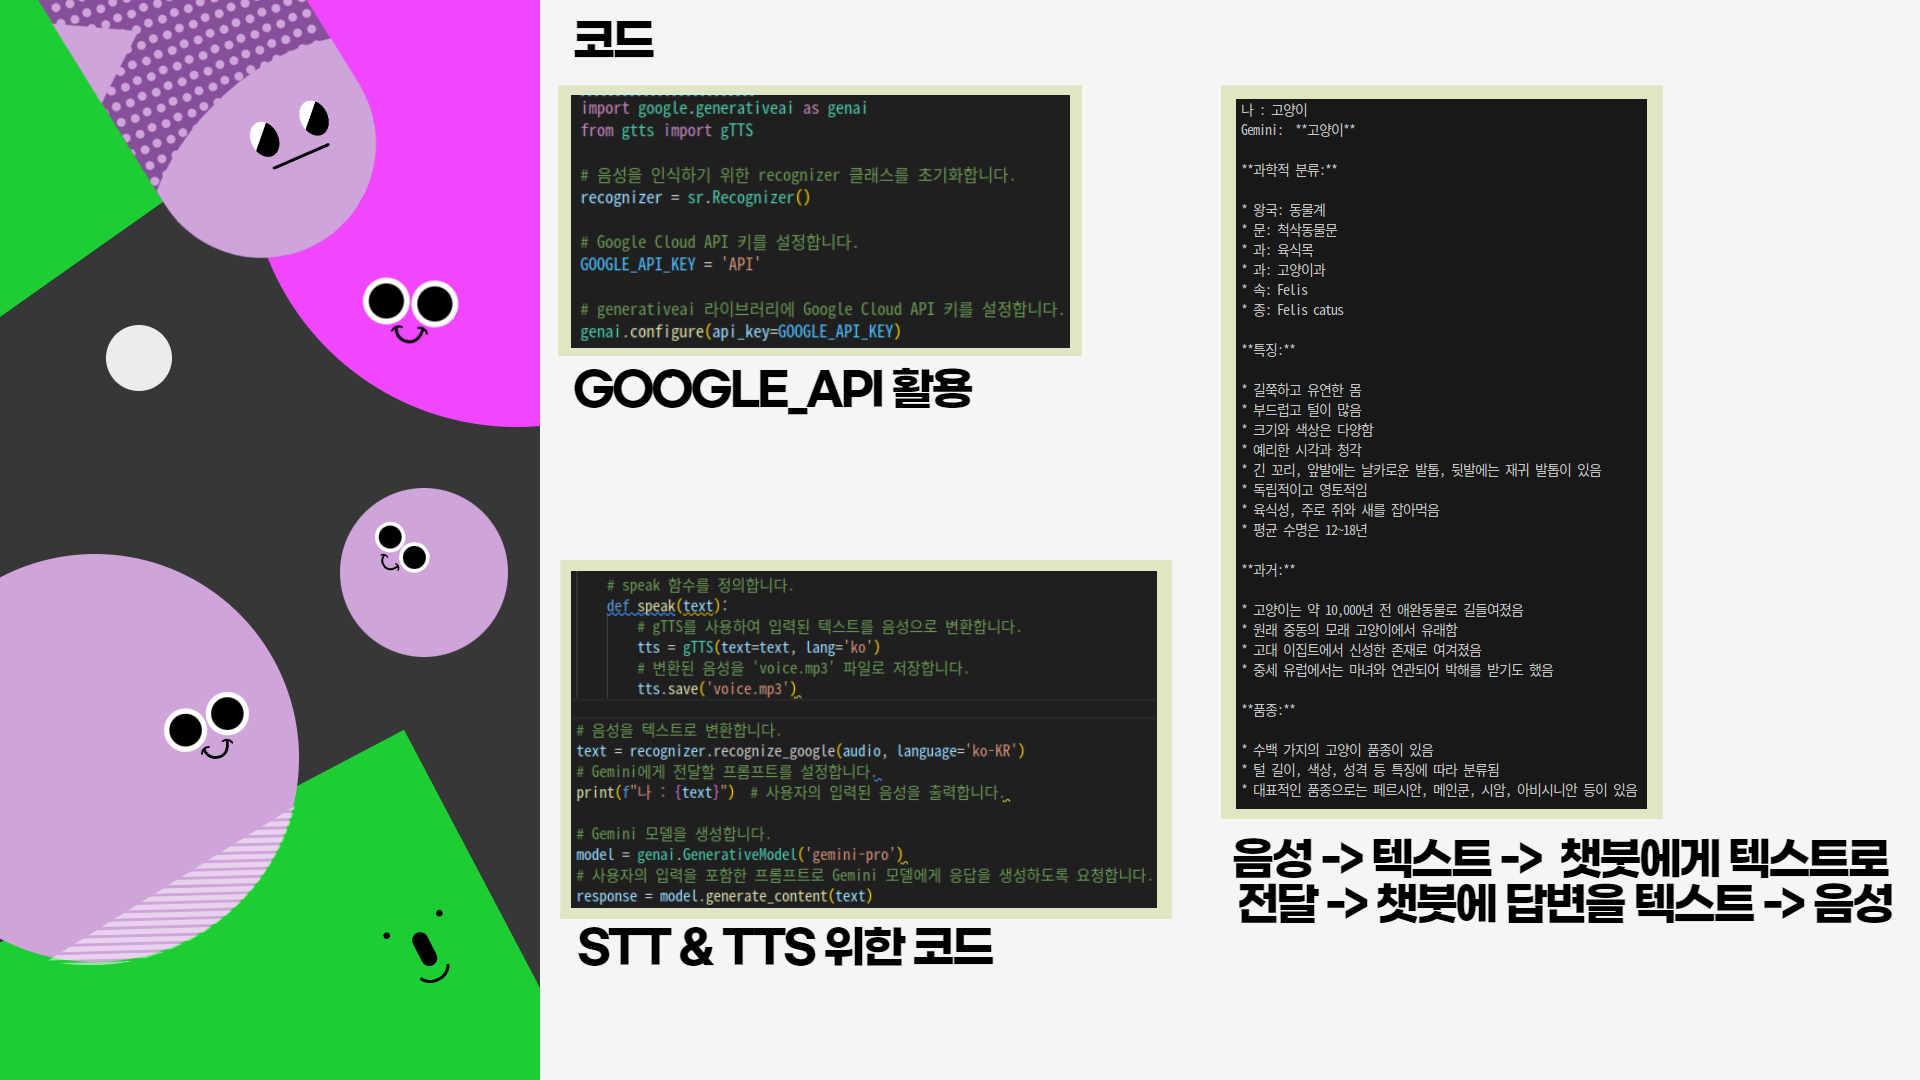 코드
import google.generativeai as genai
from gtts import gTTS
# 음성을 인식하기 위한 recognizer 클래스를 초기화합니다.
recognizer = sr.Recognizer()
# Google Cloud API 키를 설정합니다.
GOOGLE_API_KEY = 'API'
# generativeai 라이브러리에 Google Cloud API 키를 설정합니다.
genai.configure(api_key=GOOGLE_API_KEY)
GOOGLE_API 활용
# speak 함수를 정의합니다.
def speak(text):
# gTTS를 사용하여 입력된 텍스트를 음성으로 변환합니다.
tts = gTTS(text=text, lang='ko')
# 변환된 음성을 'voice.mp3' 파일로 저장합니다.
tts.save('voice.mp3')
# 음성을 텍스트로 변환합니다.
text = recognizer.recognize_google(audio, language='ko-KR')
# Gemini에게 전달할 프롬프트를 설정합니다.
print(f"나 : {text}")  # 사용자의 입력된 음성을 출력합니다.
# Gemini 모델을 생성합니다.
model = genai.GenerativeModel('gemini-pro')
# 사용자의 입력을 포함한 프롬프트로 Gemini 모델에게 응답을 생성하도록 요청합니다.
response = model.generate_content(text)
STT & TTS 위한 코드
나 : 고양이
Gemini:  **고양이**
**과학적 분류:**
* 왕국: 동물계
* 문: 척삭동물문
* 과: 육식목
* 과: 고양이과
* 속: Felis
* 종: Felis catus
**특징:**
* 길쭉하고 유연한 몸
* 부드럽고 털이 많음
* 크기와 색상은 다양함
* 예리한 시각과 청각
* 긴 꼬리, 앞발에는 날카로운 발톱, 뒷발에는 재귀 발톱이 있음
* 독립적이고 영토적임
* 육식성, 주로 쥐와 새를 잡아먹음
* 평균 수명은 12~18년
**과거:**
* 고양이는 약 10,000년 전 애완동물로 길들여졌음
* 원래 중동의 모래 고양이에서 유래함
* 고대 이집트에서 신성한 존재로 여겨졌음
* 중세 유럽에서는 마녀와 연관되어 박해를 받기도 했음
**품종:**
* 수백 가지의 고양이 품종이 있음
* 털 길이, 색상, 성격 등 특징에 따라 분류됨
* 대표적인 품종으로는 페르시안, 메인쿤, 시암, 아비시니안 등이 있음
음성 -> 텍스트 ->  챗봇에게 텍스트로
전달 -> 챗봇에 답변을 텍스트 -> 음성